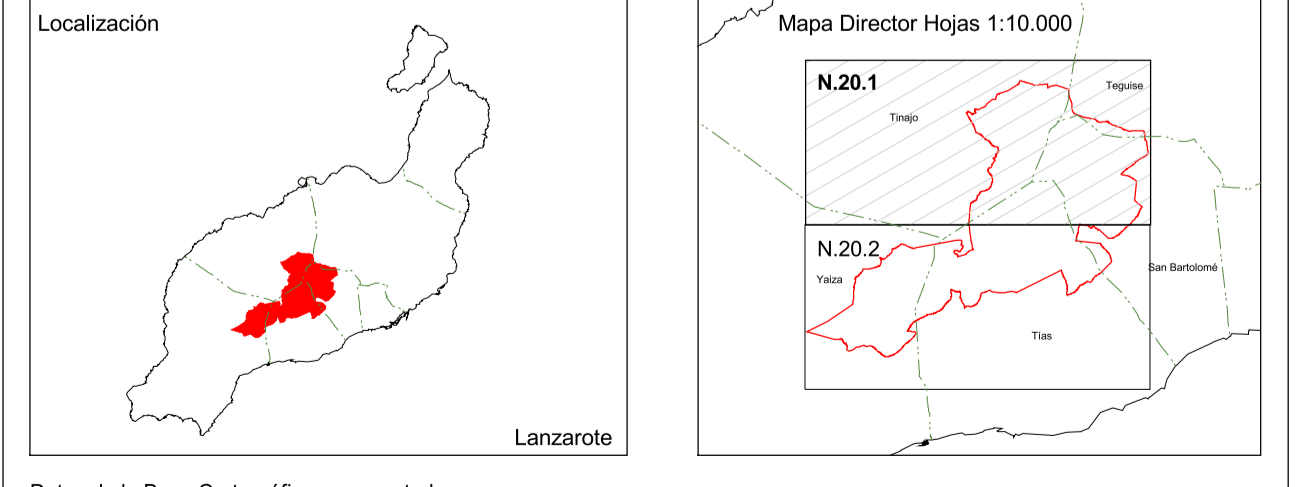 Localización
Lanzarote
Mapa Director Hojas 1:10.000
N.20.1
Teguise
Tinajo
N.20.2
Yaiza
San Bartolomé
Tías